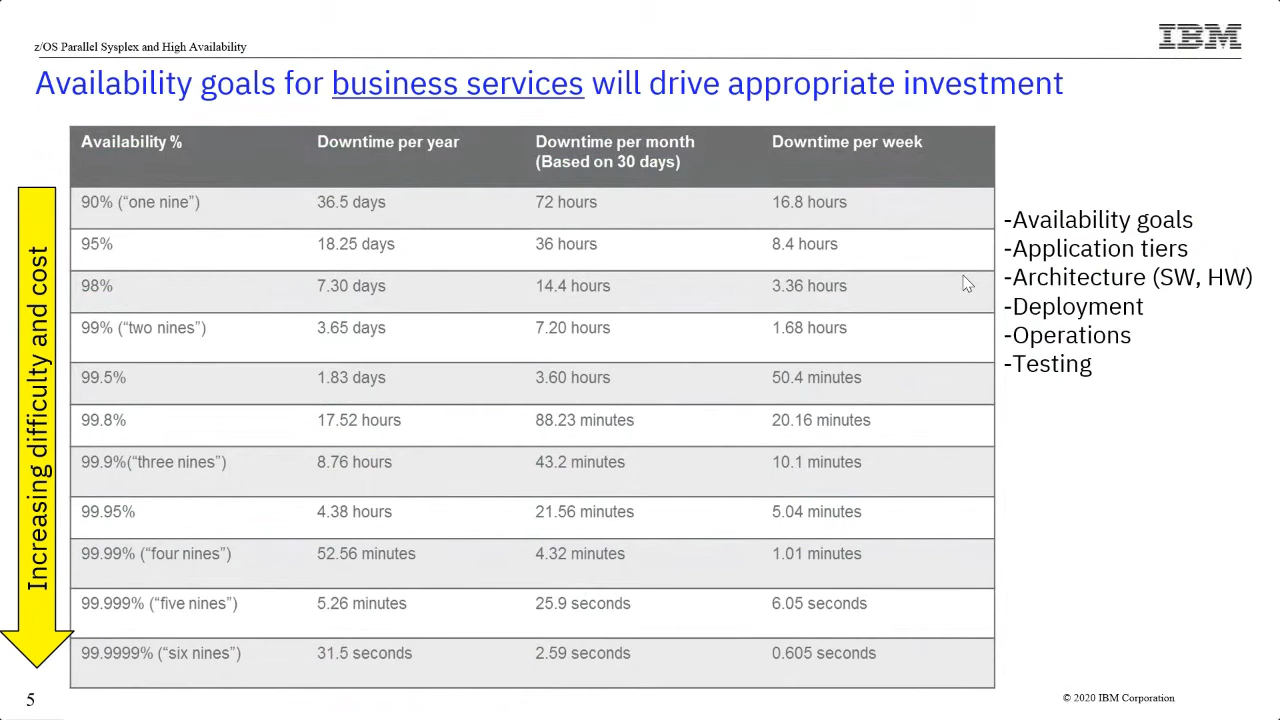 z/OS Parallel Sysplex and High Availability
IBM
Availability goals for business services will drive appropriate investment
Availability % Downtime per year Downtime per month (Based on 30 days) Downtime per week
90% (“one nine”) 36.5 days 72 hours 16.8 hours
95% 18.25 days 36 hours 8.4 hours
98% 7.30 days 14.4 hours 3.36 hours
99% (“two nines”) 3.65 days 7.20 hours 1.68 hours
99.5% 1.83 days 3.60 hours 50.4 minutes
99.8% 17.52 hours 88.23 minutes 20.16 minutes
99.9%(“three nines”) 8.76 hours 43.2 minutes 10.1 minutes
99.95% 4.38 hours 21.56 minutes 5.04 minutes
99.99% (“four nines”) 52.56 minutes 4.32 minutes 1.01 minutes
99.999% (“five nines”) 5.26 minutes 25.9 seconds 6.05 seconds
99.9999% (“six nines”) 31.5 seconds 2.59 seconds 0.605 seconds
Increasing difficulty and cost
-Availability goals
-Application tiers
-Architecture (SW, HW)
-Deployment
-Operations
-Testing
5
© 2020 IBM Corporation